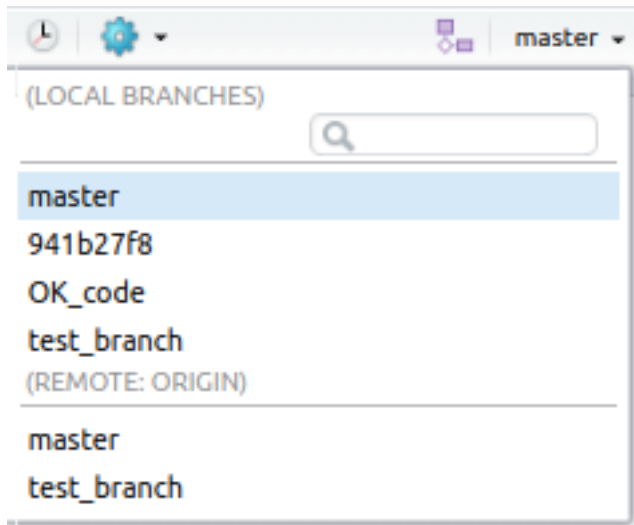 master
(LOCAL BRANCHES)
master
941b27f8
OK_code
test_branch
(REMOTE: ORIGIN)
master
test_branch